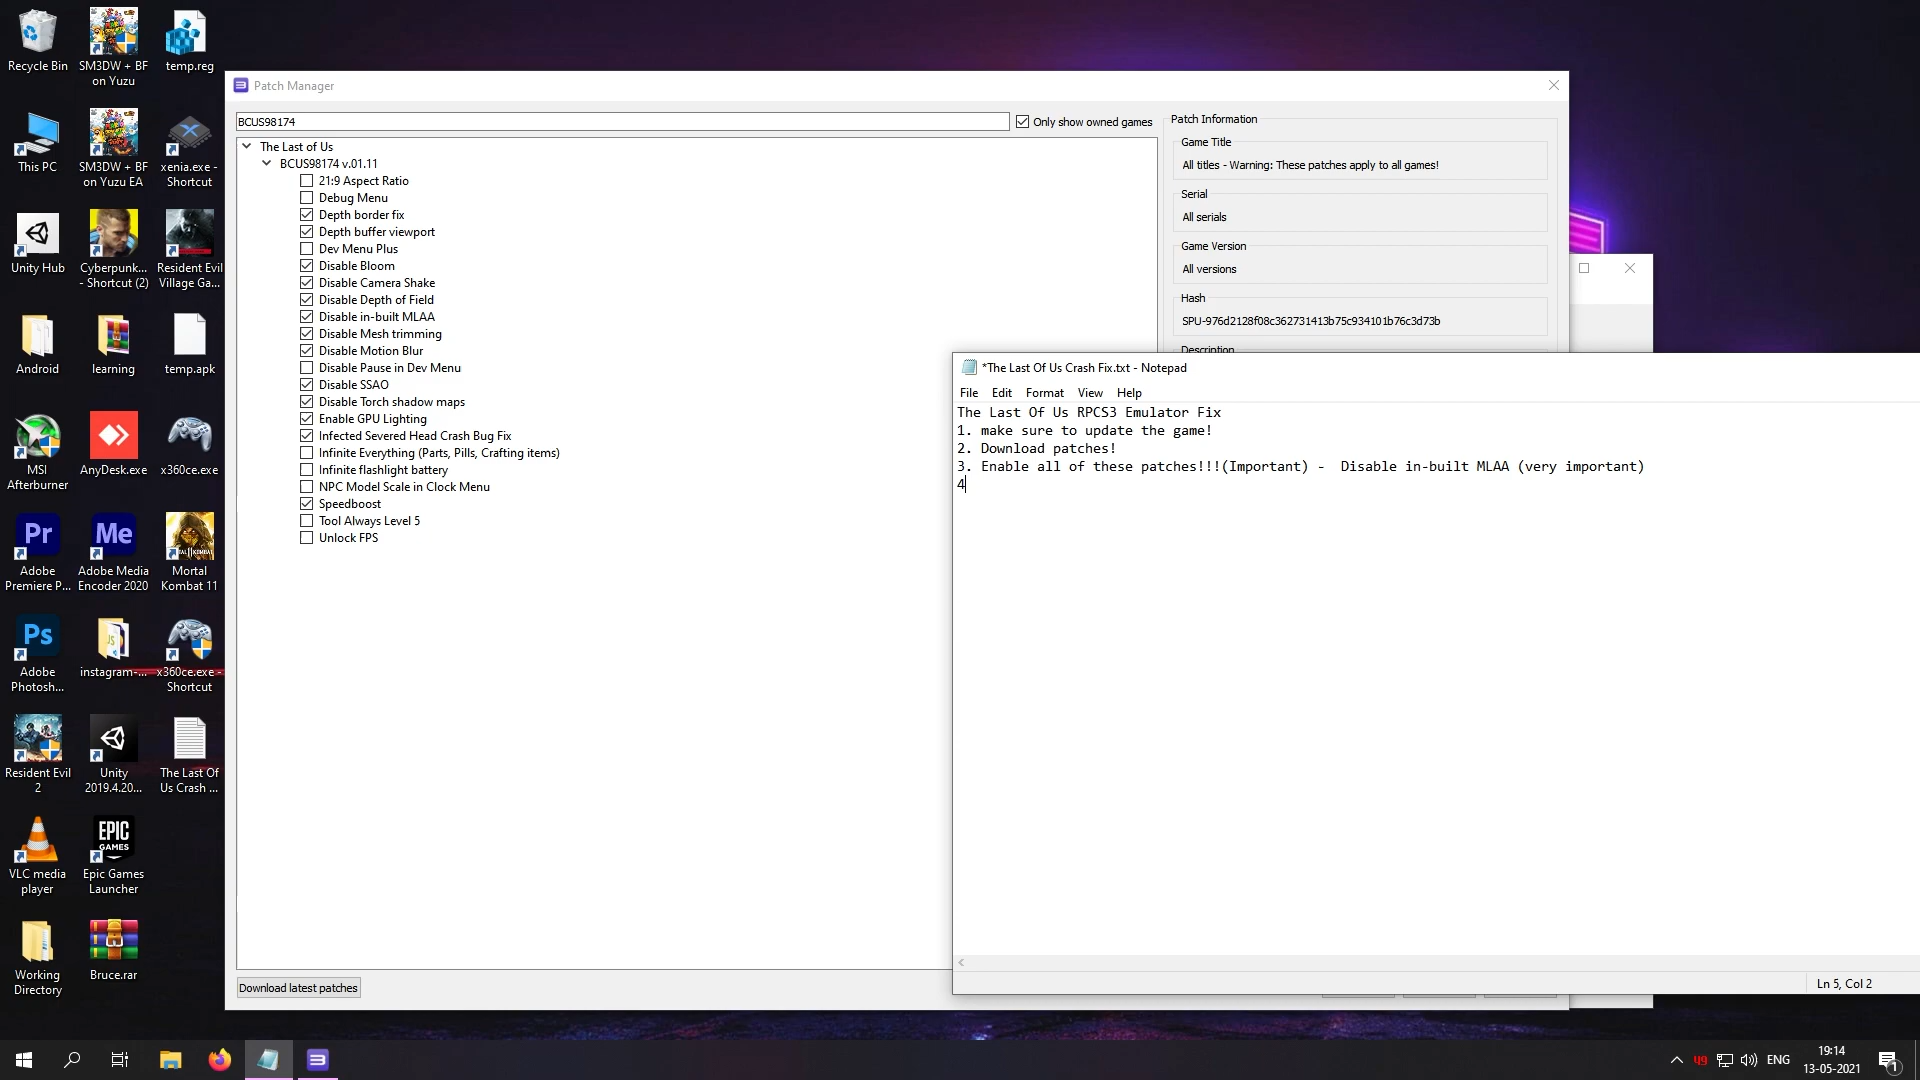 Recycle Bin
SM3DW + BF
on Yuzu
temp.reg
This PC
SM3DW + BF
on Yuzu EA
xenia.exe -
Shortcut
Unity Hub
Cyberpunk...
- Shortcut (2)
Resident Evil
Village Ga...
Android
learning
temp.apk
MSI
Afterburner
AnyDesk.exe
x360ce.exe
Pr
Adobe
Premiere P...
Me
Adobe Media
Encoder 2020
Mortal
Kombat 11
Ps
Adobe
Photosh...
instagram-...
x360ce.exe -
Shortcut
Resident Evil
2
Unity
2019.4.20...
The Last Of
Us Crash ...
VLC media
player
EPIC
GAMES
Epic Games
Launcher
Working
Directory
Bruce.rar
Patch Manager
BCUS98174
Only show owned games
The Last of Us
BCUS98174 v.01.11
21:9 Aspect Ratio
Debug Menu
Depth border fix
Depth buffer viewport
Dev Menu Plus
Disable Bloom
Disable Camera Shake
Disable Depth of Field
Disable in-built MLAA
Disable Mesh trimming
Disable Motion Blur
Disable Pause in Dev Menu
Disable SSAO
Disable Torch shadow maps
Enable GPU Lighting
Infected Severed Head Crash Bug Fix
Infinite Everything (Parts, Pills, Crafting items)
Infinite flashlight battery
NPC Model Scale in Clock Menu
Speedboost
Tool Always Level 5
Unlock FPS
Download latest patches
Patch Information
Game Title
All titles - Warning: These patches apply to all games!
Serial
All serials
Game Version
All versions
Hash
SPU-976d2128f08c362731413b75c934101b76c3d73b
Description
*The Last Of Us Crash Fix.txt - Notepad
File Edit Format View Help
The Last Of Us RPCS3 Emulator Fix
1. make sure to update the game!
2. Download patches!
3. Enable all of these patches!!!(Important) -  Disable in-built MLAA (very important)
4
Ln 5, Col 2
49
ENG
19:14
13-05-2021
1